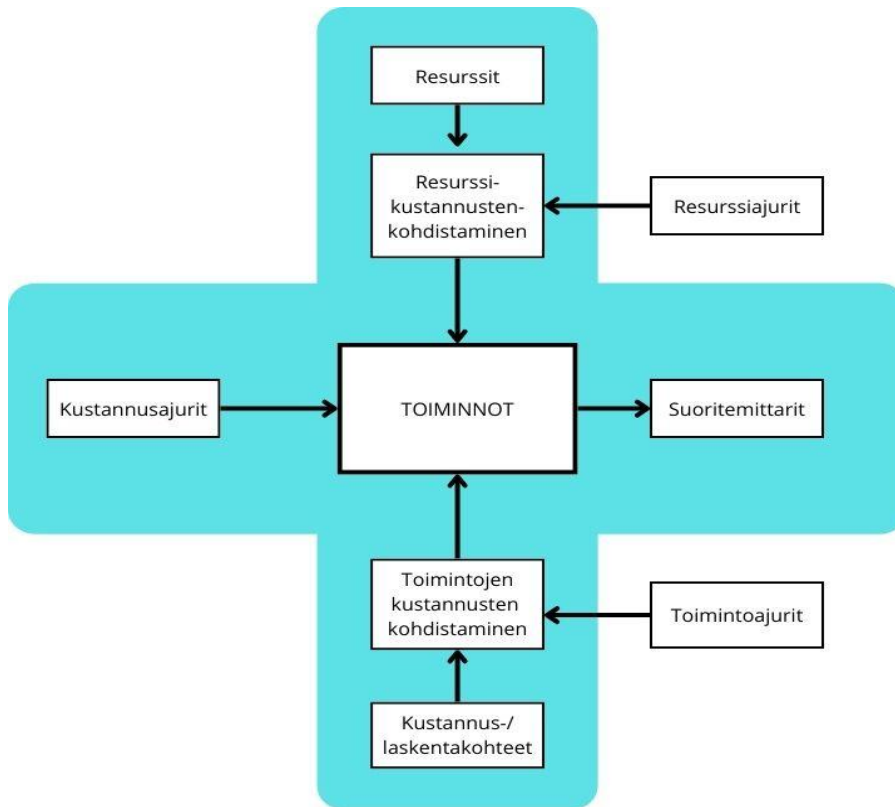 Resurssit
Resurssi-
kustannusten-
kohdistaminen
Resurssiajurit
Kustannusajurit
TOIMINNOT
Suoritemittarit
Toimintojen
kustannusten
kohdistaminen
Toimintoajurit
Kustannus-/
laskentakohteet